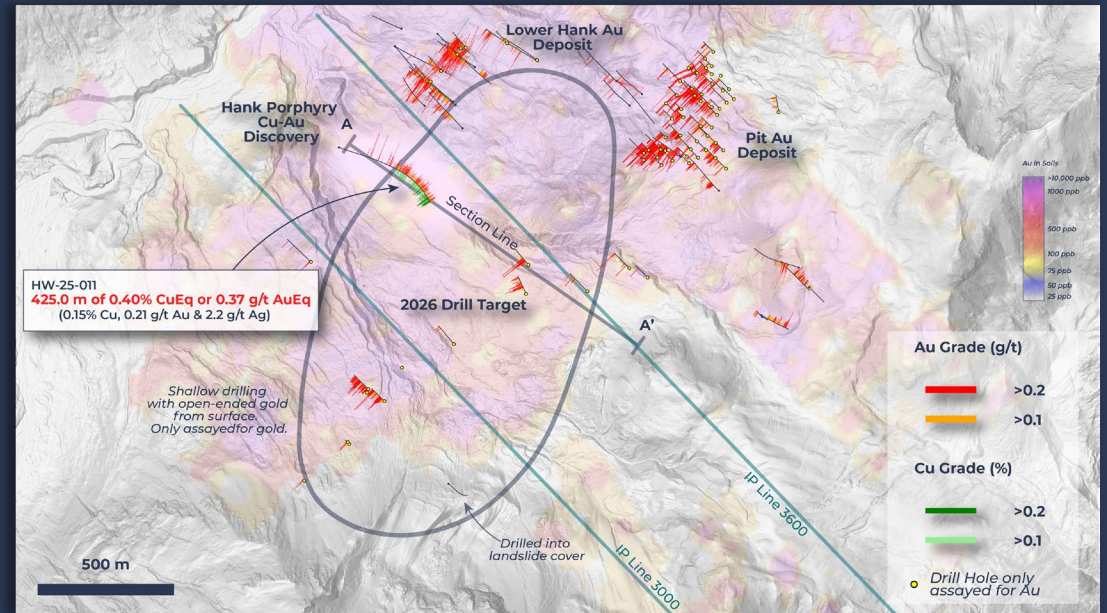 Lower Hank Au
Deposit
Hank Porphyry
Cu-Au
Discovery
A
Pit Au
Deposit
Au in Soils
>10,000 ppb
1000 ppb
500 ppb
100 ppb
75 ppb
50 ppb
25 ppb
Section Line
HW-25-011
425.0 m of 0.40% CuEq or 0.37 g/t AuEq
(0.15% Cu, 0.21 g/t Au & 2.2 g/t Ag)
2026 Drill Target
A'
Shallow drilling
with open-ended gold
from surface.
Only assayedfor gold.
Au Grade (g/t)
>0.2
>0.1
Cu Grade (%)
>0.2
>0.1
Drill Hole only
assayed for Au
IP Line 3600
IP Line 3000
Drilled into
landslide cover
500 m